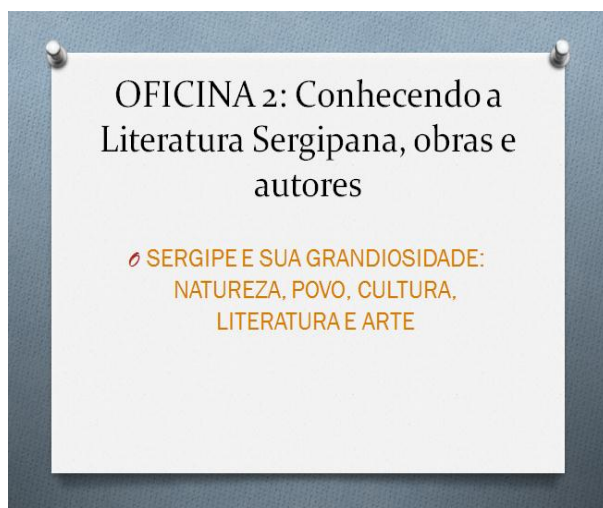 OFICINA 2: Conhecendo a
Literatura Sergipana, obras e
autores
SERGIPE E SUA GRANDIOSIDADE:
NATUREZA, POVO, CULTURA,
LITERATURA E ARTE